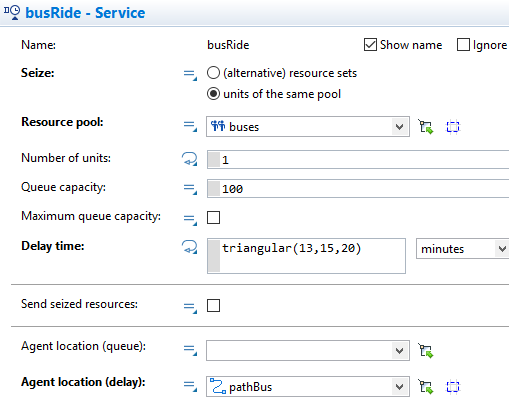 busRide - Service
Name: busRide Show name Ignore
Seize: (alternative) resource sets
units of the same pool
Resource pool: buses
Number of units: 1
Queue capacity: 100
Maximum queue capacity:
Delay time: triangular(13,15,20) minutes
Send seized resources:
Agent location (queue):
Agent location (delay): pathBus